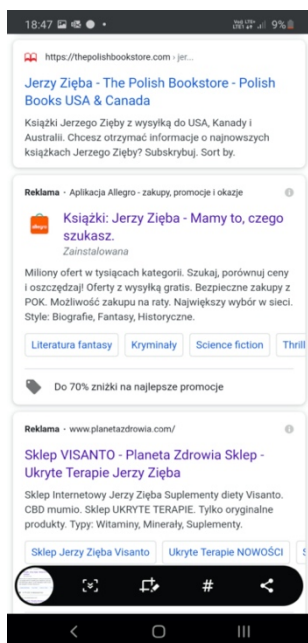 18:47
9%
https://thepolishbookstore.com › jer...
Jerzy Zięba - The Polish Bookstore - Polish
Books USA & Canada
Książki Jerzego Zięby z wysyłką do USA, Kanady i
Australii. Chcesz otrzymać informacje o najnowszych
książkach Jerzego Zięby? Subskrybuj. Sort by.
Reklama · Aplikacja Allegro - zakupy, promocje i okazje
allegro
Książki: Jerzy Zięba - Mamy to, czego
szukasz.
Zainstalowana
Miliony ofert w tysiącach kategorii. Szukaj, porównuj ceny
i oszczędzaj! Oferty z wysyłką gratis. Bezpieczne zakupy z
POK. Możliwość zakupu na raty. Największy wybór w sieci.
Style: Biografie, Fantasy, Historyczne.
Literatura fantasy Kryminały Science fiction Thrill
Do 70% zniżki na najlepsze promocje
Reklama · www.planetazdrowia.com/
Sklep VISANTO - Planeta Zdrowia Sklep -
Ukryte Terapie Jerzy Zięba
Sklep Internetowy Jerzy Zięba Suplementy diety Visanto.
CBD mumio. Sklep UKRYTE TERAPIE. Tylko oryginalne
produkty. Typy: Witaminy, Minerały, Suplementy.
Sklep Jerzy Zięba Visanto Ukryte Terapie NOWOŚCI
#